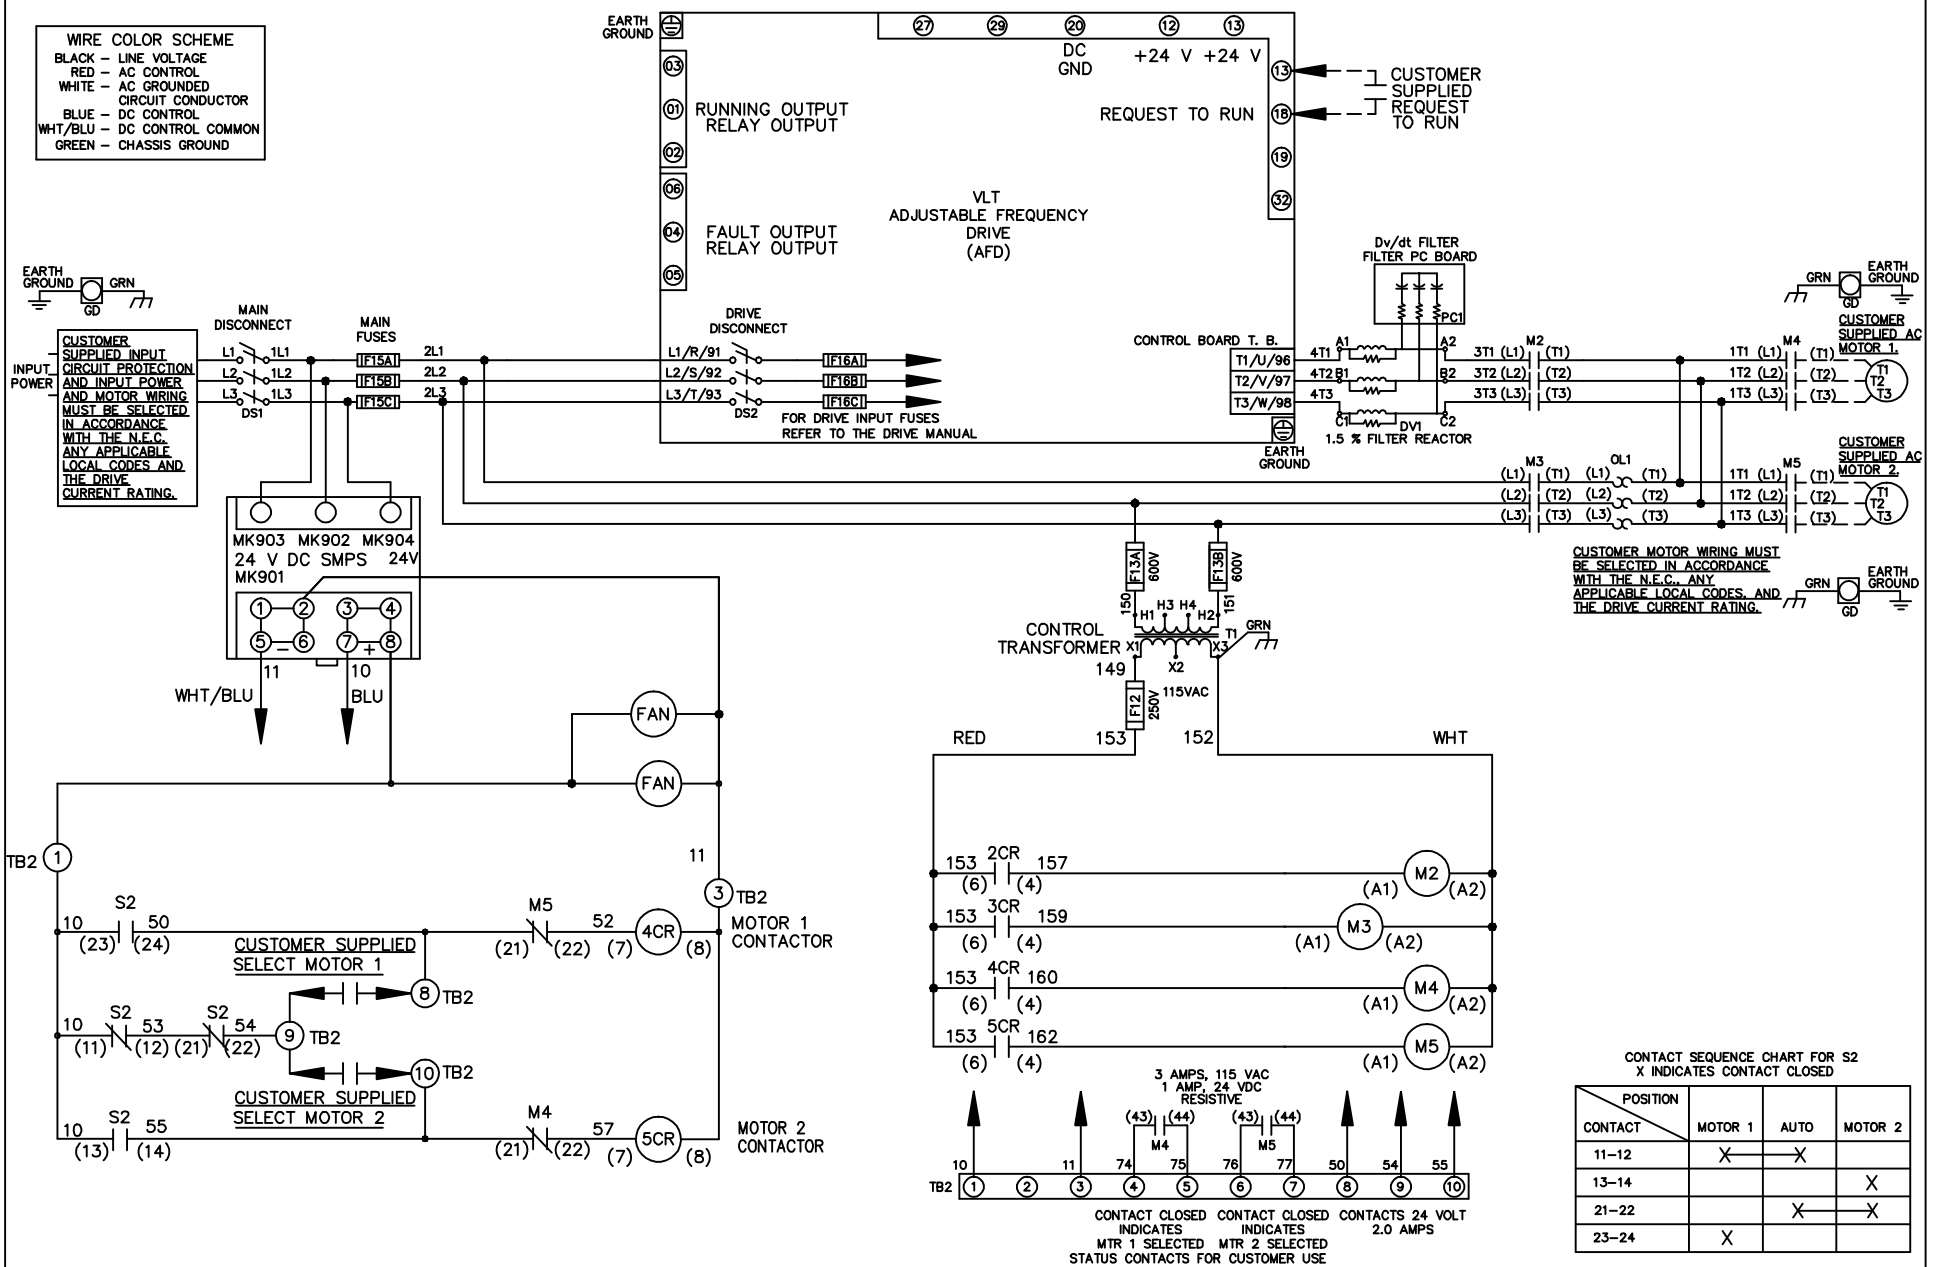 WIRE COLOR SCHEME
BLACK – LINE VOLTAGE
RED – AC CONTROL
WHITE – AC GROUNDED
CIRCUIT CONDUCTOR
BLUE – DC CONTROL
WHT/BLU – DC CONTROL COMMON
GREEN – CHASSIS GROUND
EARTH
GROUND
27 29 20 12 13
DC
GND
+24 V +24 V
03
01
02
RUNNING OUTPUT
RELAY OUTPUT
06
04
05
FAULT OUTPUT
RELAY OUTPUT
VLT
ADJUSTABLE FREQUENCY
DRIVE
(AFD)
REQUEST TO RUN
13
18
19
32
CUSTOMER
SUPPLIED
REQUEST
TO RUN
EARTH
GROUND
GRN
GD
INPUT
POWER
CUSTOMER
SUPPLIED INPUT
CIRCUIT PROTECTION
AND INPUT POWER
AND MOTOR WIRING
MUST BE SELECTED
IN ACCORDANCE
WITH THE N.E.C.
ANY APPLICABLE
LOCAL CODES AND
THE DRIVE
CURRENT RATING.
MAIN
DISCONNECT
L1 1L1
L2 1L2
L3 1L3
DS1
MAIN
FUSES
F15A 2L1
F15B 2L2
F15C 2L3
DRIVE
DISCONNECT
L1/R/91 F16A
L2/S/92 F16B
L3/T/93 F16C
DS2
FOR DRIVE INPUT FUSES
REFER TO THE DRIVE MANUAL
CONTROL BOARD T. B.
T1/U/96
T2/V/97
T3/W/98
EARTH
GROUND
4T1 A1 A2
4T2 B1 B2
4T3 C1 C2
DV1
1.5 % FILTER REACTOR
Dv/dt FILTER
FILTER PC BOARD
PC1
M2
3T1 (L1) (T1)
3T2 (L2) (T2)
3T3 (L3) (T3)
M4
1T1 (L1) (T1)
1T2 (L2) (T2)
1T3 (L3) (T3)
T1
T2
T3
GRN
GD
EARTH
GROUND
CUSTOMER
SUPPLIED AC
MOTOR 1.
CUSTOMER
SUPPLIED AC
MOTOR 2.
M3 OL1
(L1) (T1) (L1) (T1)
(L2) (T2) (L2) (T2)
(L3) (T3) (L3) (T3)
M5
1T1 (L1) (T1)
1T2 (L2) (T2)
1T3 (L3) (T3)
T1
T2
T3
CUSTOMER MOTOR WIRING MUST
BE SELECTED IN ACCORDANCE
WITH THE N.E.C., ANY
APPLICABLE LOCAL CODES, AND
THE DRIVE CURRENT RATING.
GRN
GD
EARTH
GROUND
MK903 MK902 MK904
24 V DC SMPS 24V
MK901
1 2 3 4
5 – 6 7 + 8
11 10
WHT/BLU BLU
FAN
FAN
TB2 1
11
3 TB2
10 S2 50
(23) (24)
M5 52
(21) (22) (7) 4CR (8)
MOTOR 1
CONTACTOR
CUSTOMER SUPPLIED
SELECT MOTOR 1
8 TB2
10 S2 53 S2 54
(11) (12) (21) (22)
9 TB2
10 TB2
CUSTOMER SUPPLIED
SELECT MOTOR 2
10 S2 55
(13) (14)
M4 57
(21) (22) (7) 5CR (8)
MOTOR 2
CONTACTOR
F13A 600V
F13B 600V
150 151
H1 H3 H4 H2
CONTROL
TRANSFORMER
T1 GRN
X1 X2 X3
149
F12 250V
115VAC
153 152
RED WHT
153 2CR 157
(6) (4)
(A1) M2 (A2)
153 3CR 159
(6) (4)
(A1) M3 (A2)
153 4CR 160
(6) (4)
(A1) M4 (A2)
153 5CR 162
(6) (4)
(A1) M5 (A2)
3 AMPS, 115 VAC
1 AMP, 24 VDC
RESISTIVE
(43) (44) (43) (44)
M4 M5
10 11 74 75 76 77 50 54 55
TB2 1 2 3 4 5 6 7 8 9 10
CONTACT CLOSED
INDICATES
MTR 1 SELECTED
CONTACT CLOSED
INDICATES
MTR 2 SELECTED
CONTACTS 24 VOLT
2.0 AMPS
STATUS CONTACTS FOR CUSTOMER USE
CONTACT SEQUENCE CHART FOR S2
X INDICATES CONTACT CLOSED
POSITION
CONTACT MOTOR 1 AUTO MOTOR 2
11–12 X X
13–14 X
21–22 X X
23–24 X